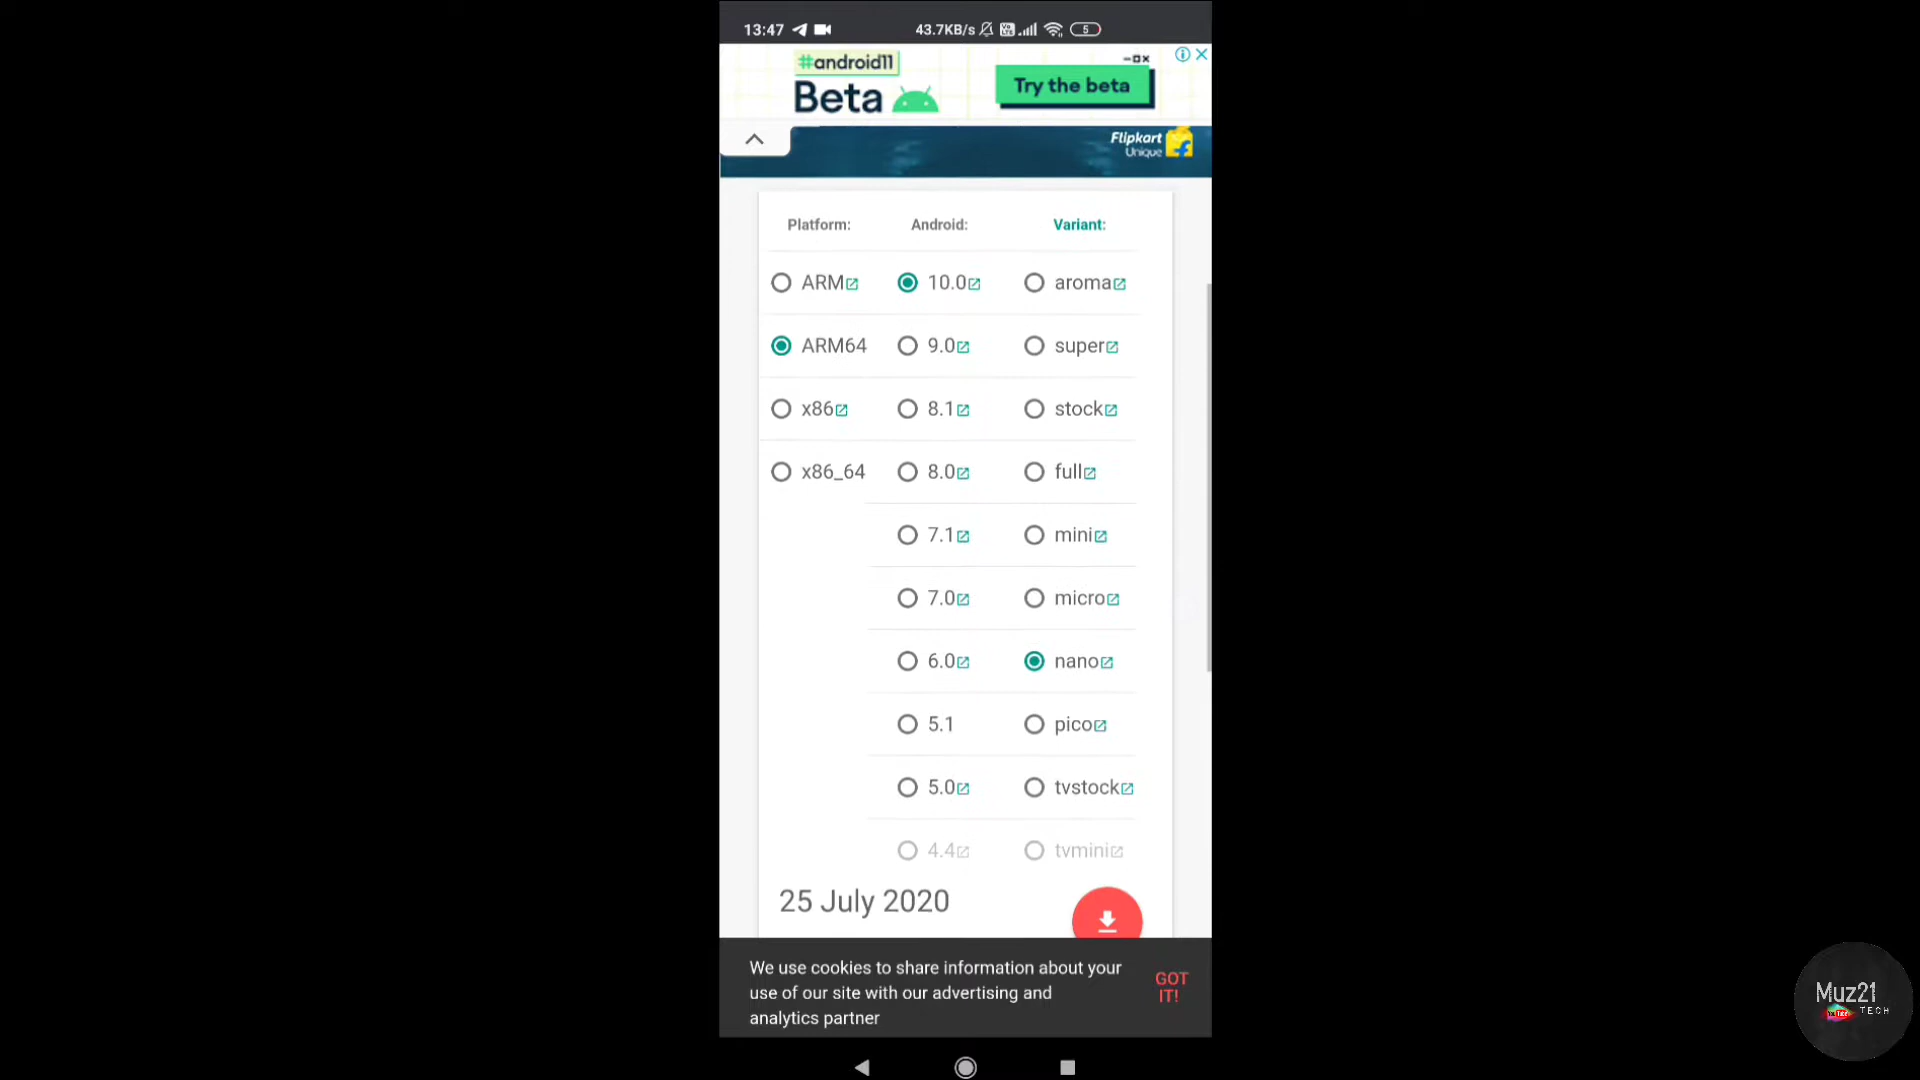 13:47 43.7KB/s 5
#android11
Beta
Try the beta
Flipkart
Unique
Platform: Android: Variant:
ARM 10.0 aroma
ARM64 9.0 super
x86 8.1 stock
x86_64 8.0 full
7.1 mini
7.0 micro
6.0 nano
5.1 pico
5.0 tvstock
4.4 tvmini
25 July 2020
We use cookies to share information about your
use of our site with our advertising and
analytics partner
GOT
IT!
Muz21
YouTube TECH